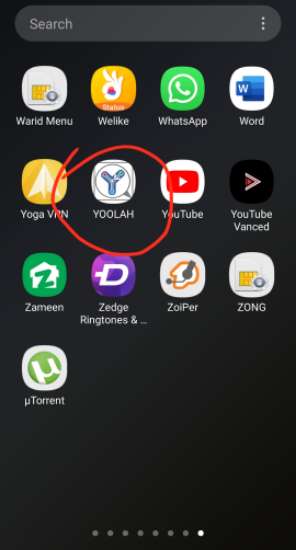 Search
Warid Menu
Welike
WhatsApp
Word
Status
W
Yoga VPN
YOOLAH
YouTube
YouTube
Vanced
Zameen
Zedge
Ringtones & ...
ZoiPer
ZONG
µTorrent